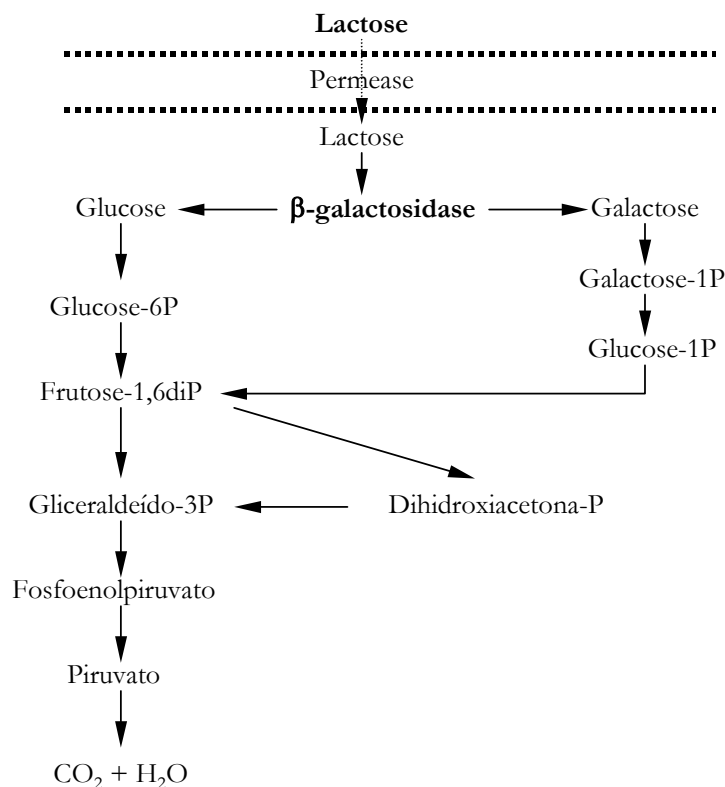 Lactose
Permease
Lactose
Glucose β-galactosidase Galactose
Galactose-1P
Glucose-6P
Glucose-1P
Frutose-1,6diP
Gliceraldeído-3P Dihidroxiacetona-P
Fosfoenolpiruvato
Piruvato
CO₂ + H₂O